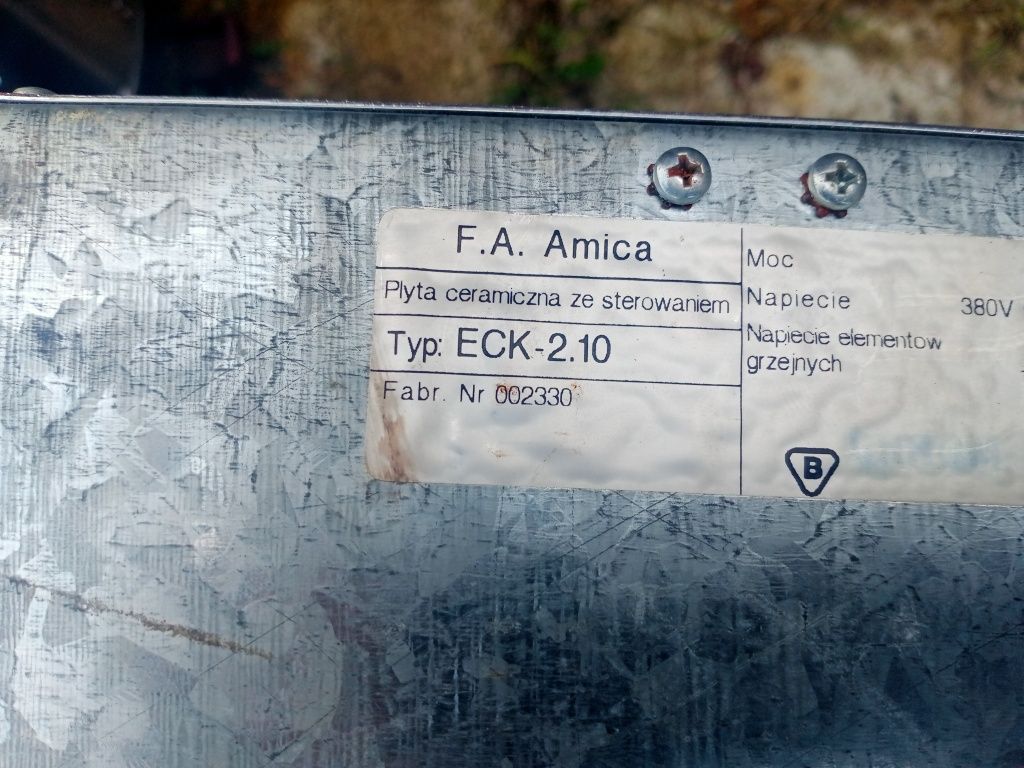 F.A. Amica
Plyta ceramiczna ze sterowaniem
Typ: ECK-2.10
Fabr. Nr 002330
Moc
Napiecie 380V
Napiecie elementow
grzejnych
B